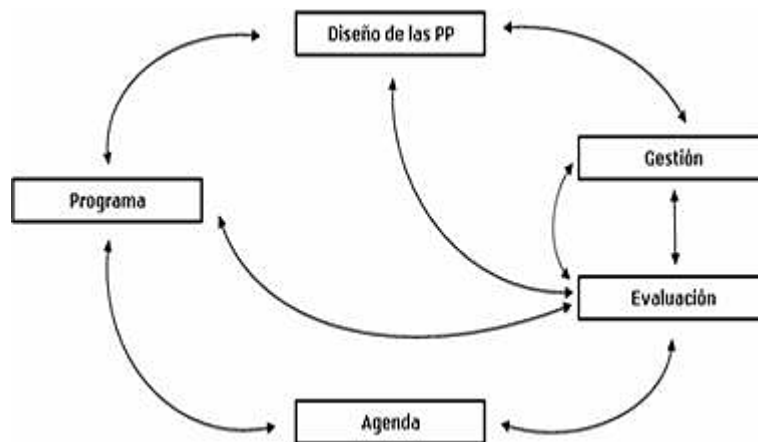 Diseño de las PP
Gestión
Programa
Evaluación
Agenda